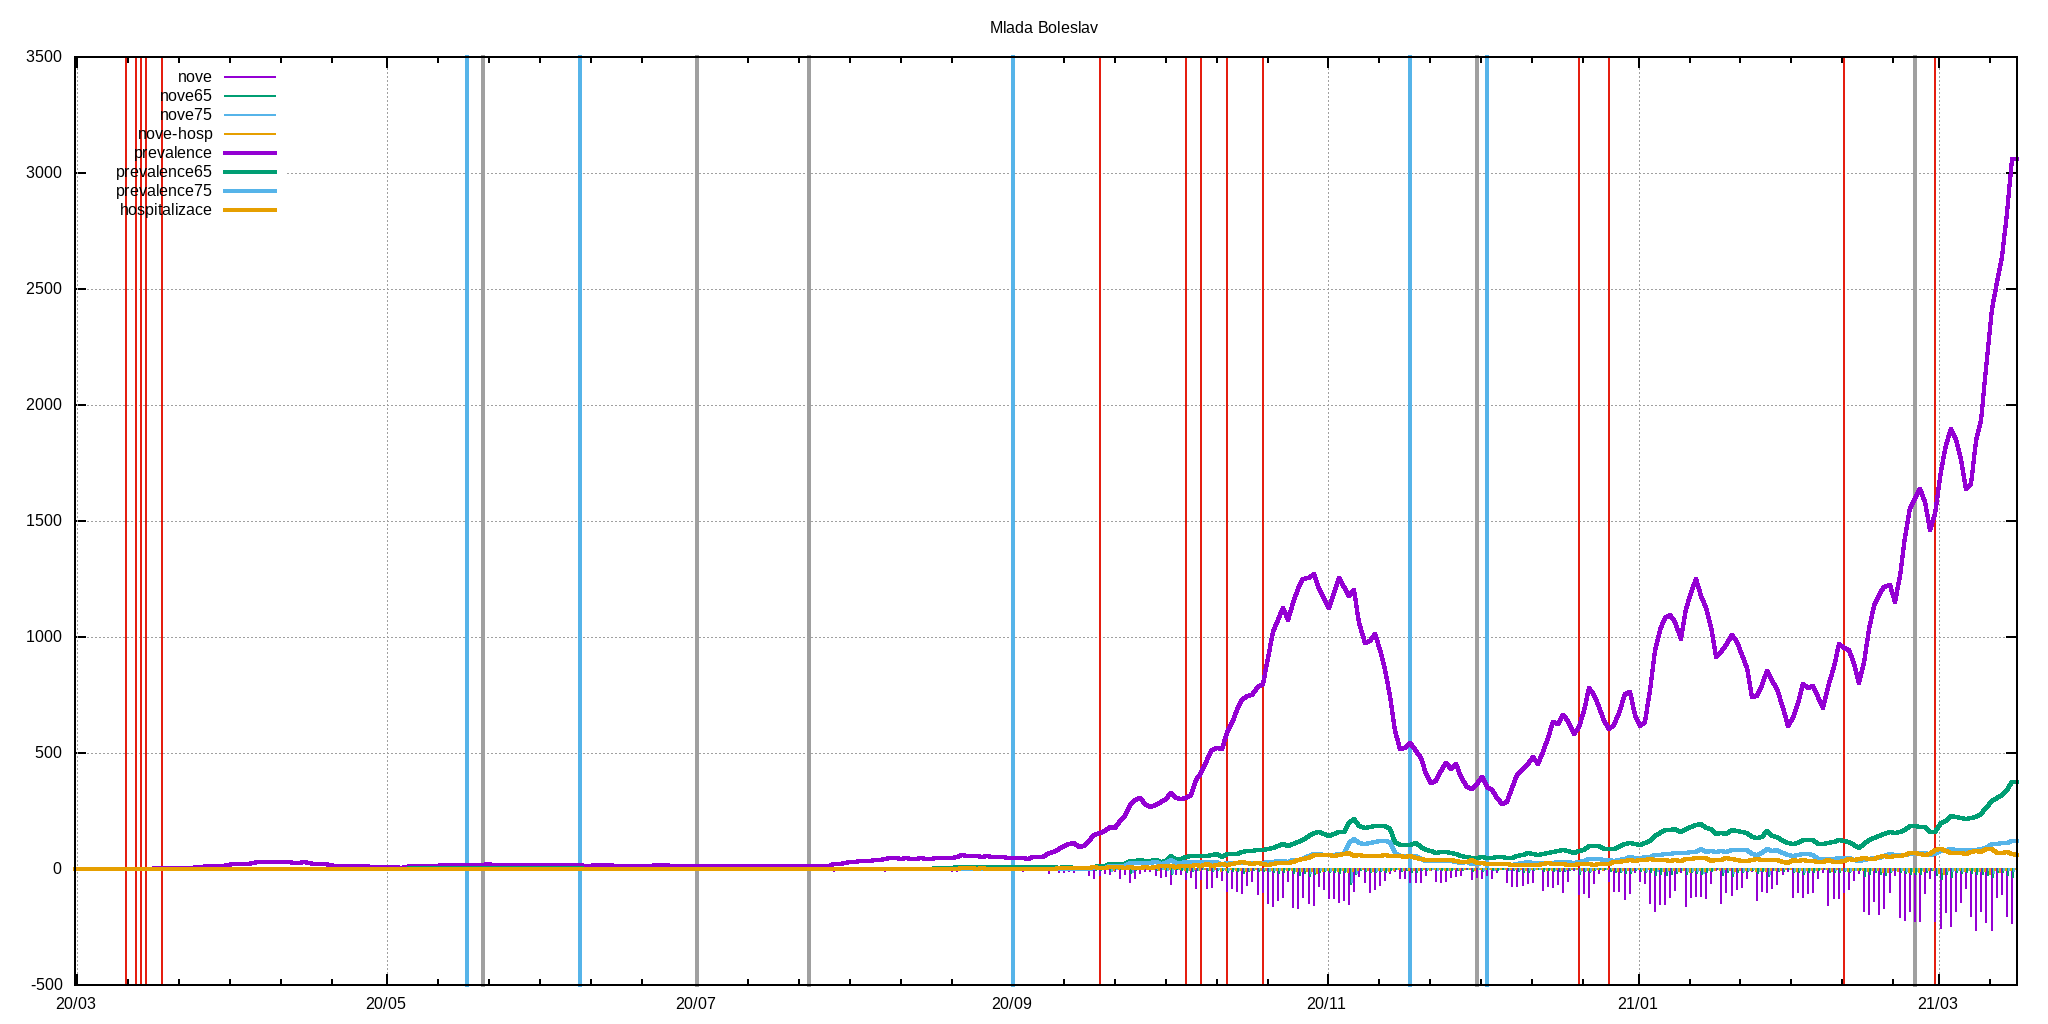 Mlada Boleslav
3500
3000
2500
2000
1500
1000
500
0
-500
nove
nove65
nove75
nove-hosp
prevalence
prevalence65
prevalence75
hospitalizace
20/03
20/05
20/07
20/09
20/11
21/01
21/03